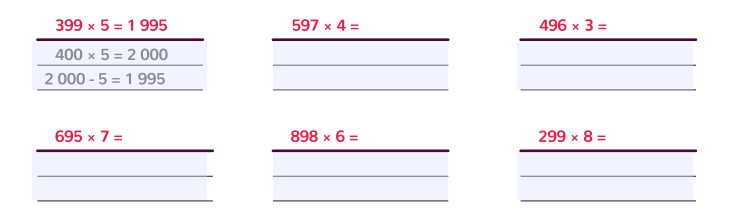 399 × 5 = 1 995
400 × 5 = 2 000
2 000 - 5 = 1 995
597 × 4 =
496 × 3 =
695 × 7 =
898 × 6 =
299 × 8 =